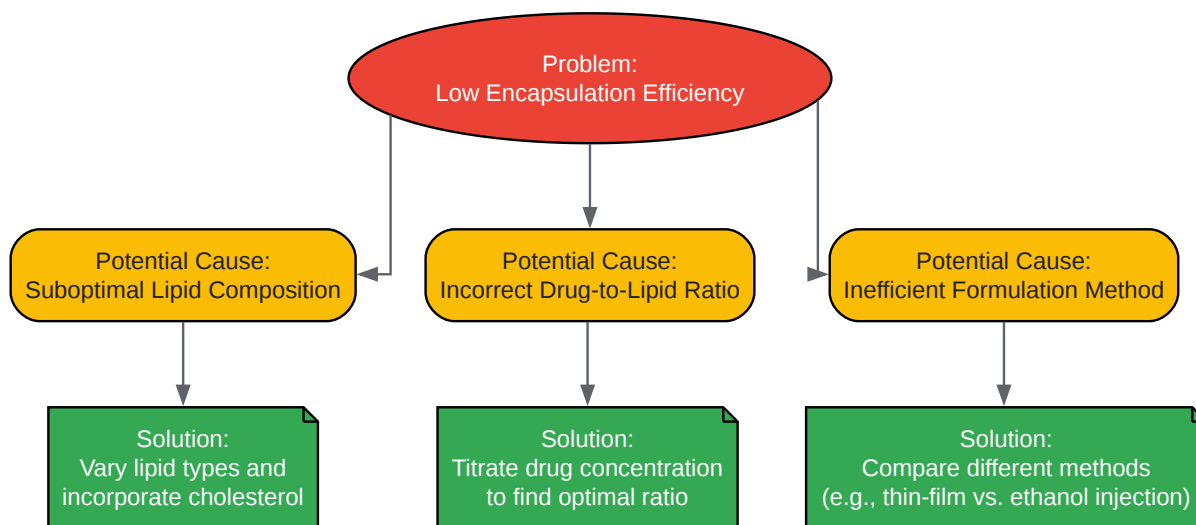 Problem:
Low Encapsulation Efficiency
Potential Cause:
Suboptimal Lipid Composition
Potential Cause:
Incorrect Drug-to-Lipid Ratio
Potential Cause:
Inefficient Formulation Method
Solution:
Vary lipid types and
incorporate cholesterol
Solution:
Titrate drug concentration
to find optimal ratio
Solution:
Compare different methods
(e.g., thin-film vs. ethanol injection)